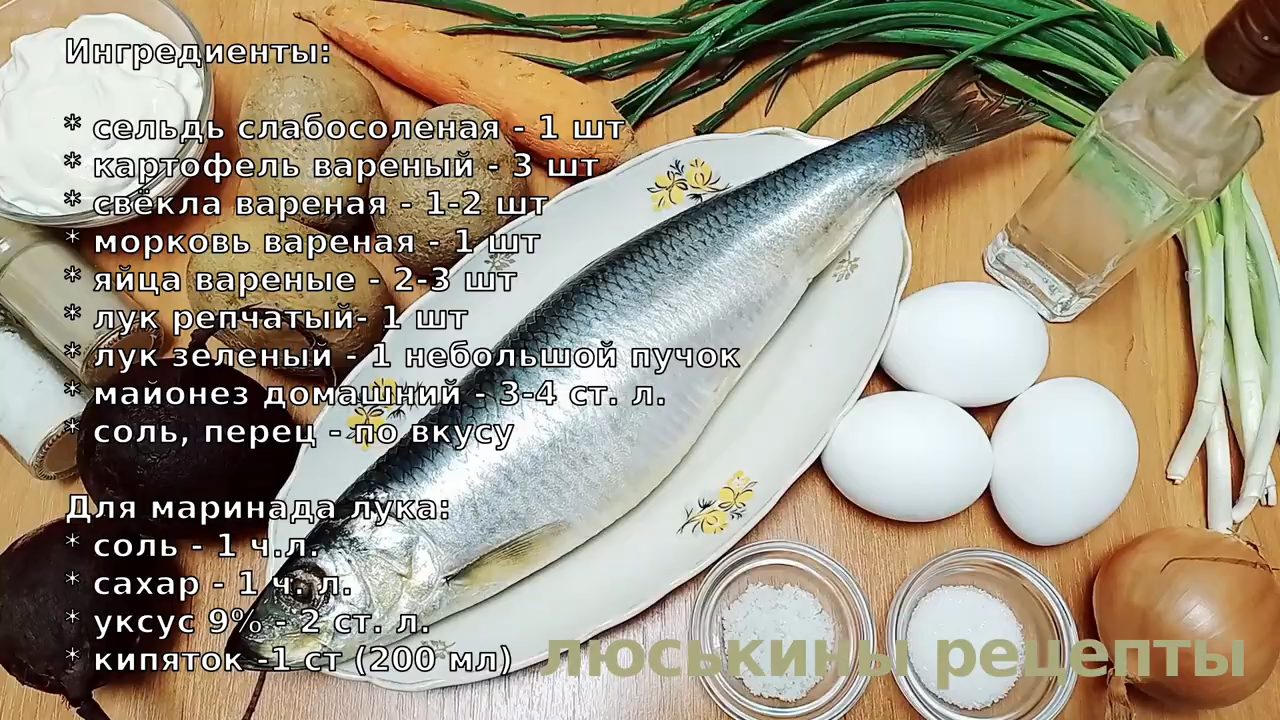 Ингредиенты:
* сельдь слабосоленая - 1 шт
* картофель вареный - 3 шт
* свёкла вареная - 1-2 шт
* морковь вареная - 1 шт
* яйца вареные - 2-3 шт
* лук репчатый- 1 шт
* лук зеленый - 1 небольшой пучок
* майонез домашний - 3-4 ст. л.
* соль, перец - по вкусу
Для маринада лука:
* соль - 1 ч.л.
* сахар - 1 ч. л.
* уксус 9% - 2 ст. л.
* кипяток -1 ст (200 мл)
люськины рецепты